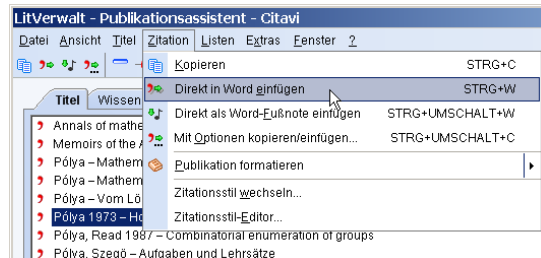 LitVerwalt - Publikationsassistent - Citavi
Datei Ansicht Titel Zitation Listen Extras Fenster ?
Kopieren STRG+C
Direkt in Word einfügen STRG+W
Direkt als Word-Fußnote einfügen STRG+UMSCHALT+W
Mit Optionen kopieren/einfügen... STRG+UMSCHALT+C
Publikation formatieren
Zitationsstil wechseln...
Zitationsstil-Editor...
Titel Wissen
Annals of mathe
Memoirs of the A
Pólya – Mathem
Pólya – Mathem
Pólya – Vom Lö
Pólya 1973 – Ho
Pólya, Read 1987 – Combinatorial enumeration of groups
Pólya, Szegö – Aufgaben und Lehrsätze